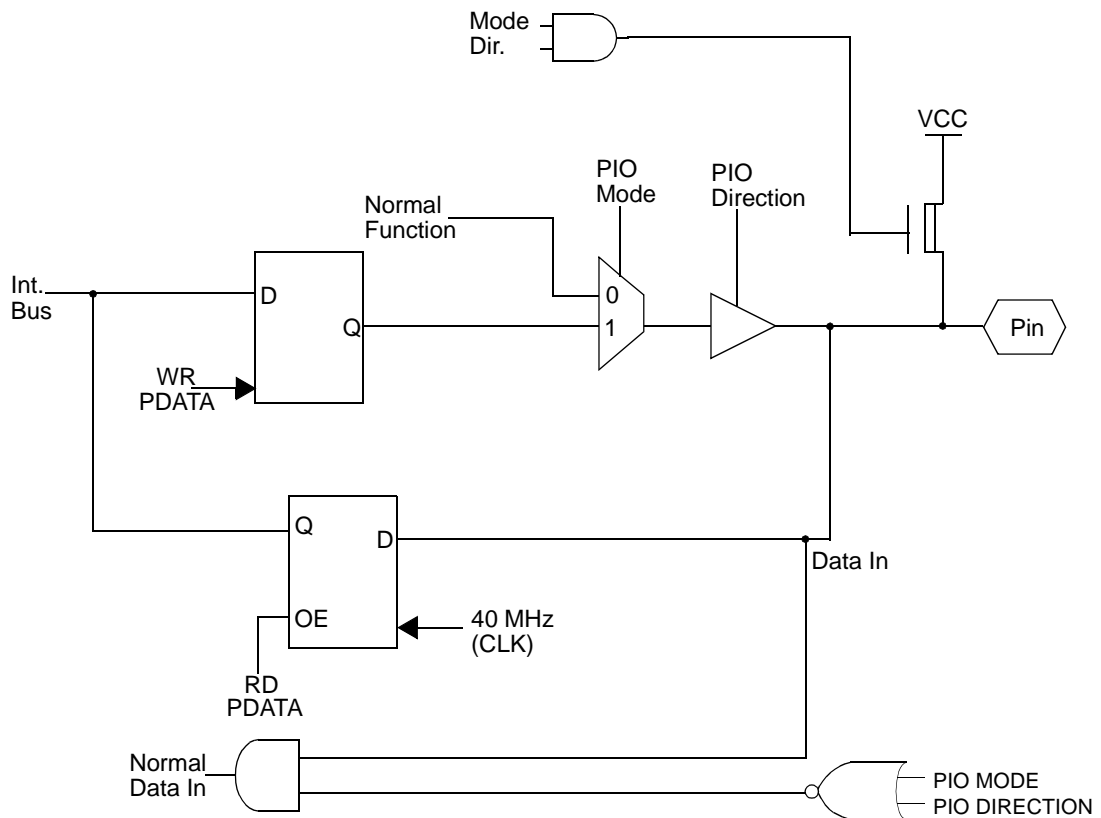 Mode
Dir.
VCC
PIO
Mode
PIO
Direction
Normal
Function
Int.
Bus
D
Q
0
1
Pin
WR
PDATA
Q
D
Data In
OE
40 MHz
(CLK)
RD
PDATA
Normal
Data In
PIO MODE
PIO DIRECTION